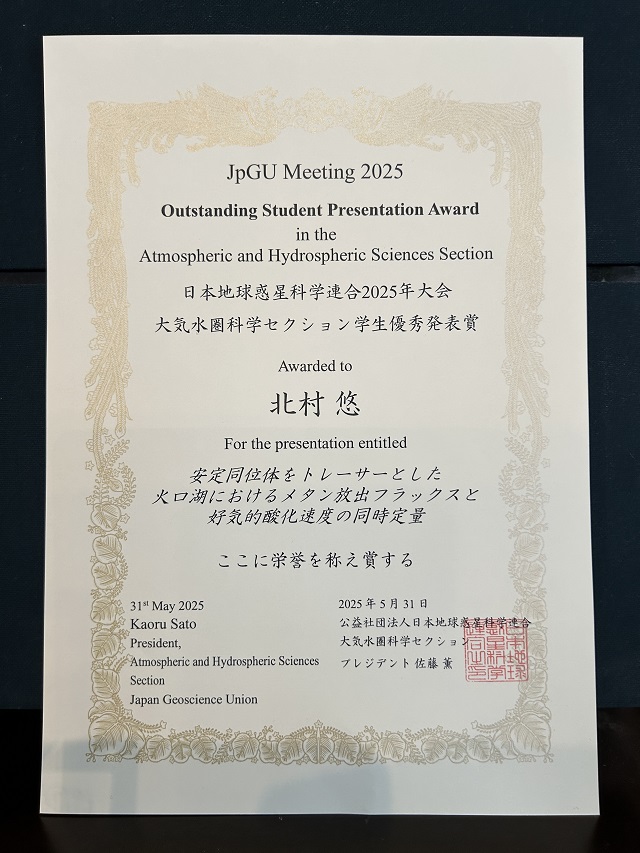 JpGU Meeting 2025
Outstanding Student Presentation Award
in the
Atmospheric and Hydrospheric Sciences Section
日本地球惑星科学連合2025年大会
大気水圏科学セクション学生優秀発表賞
Awarded to
北村 悠
For the presentation entitled
安定同位体をトレーサーとした
火口湖におけるメタン放出フラックスと
好気的酸化速度の同時定量
ここに栄誉を称え賞する
31st May 2025
Kaoru Sato
President,
Atmospheric and Hydrospheric Sciences
Section
Japan Geoscience Union
2025年5月31日
公益社団法人日本地球惑星科学連合
大気水圏科学セクション
プレジデント 佐藤 薫